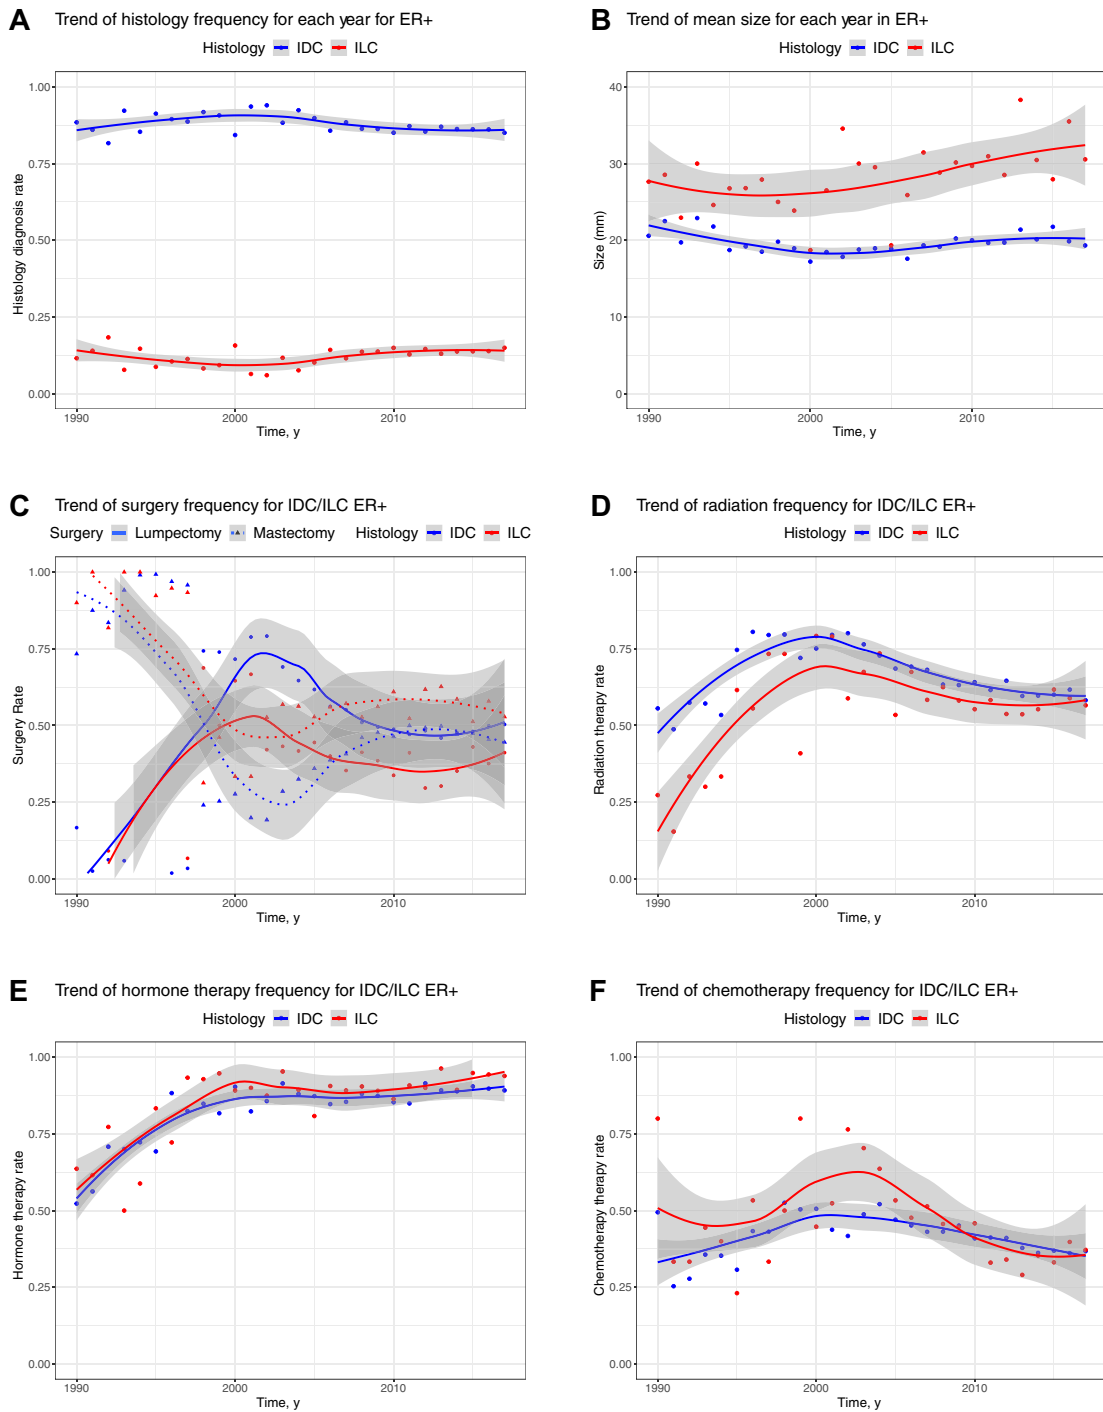 A Trend of histology frequency for each year for ER+
Histology IDC ILC
1.00
0.75
0.50
0.25
0.00
Histology diagnosis rate
1990 2000 2010
Time, y
B Trend of mean size for each year in ER+
Histology IDC ILC
40
30
20
10
0
Size (mm)
1990 2000 2010
Time, y
C Trend of surgery frequency for IDC/ILC ER+
Surgery Lumpectomy Mastectomy Histology IDC ILC
1.00
0.75
0.50
0.25
0.00
Surgery Rate
1990 2000 2010
Time, y
D Trend of radiation frequency for IDC/ILC ER+
Histology IDC ILC
1.00
0.75
0.50
0.25
0.00
Radiation therapy rate
1990 2000 2010
Time, y
E Trend of hormone therapy frequency for IDC/ILC ER+
Histology IDC ILC
1.00
0.75
0.50
0.25
0.00
Hormone therapy rate
1990 2000 2010
Time, y
F Trend of chemotherapy frequency for IDC/ILC ER+
Histology IDC ILC
1.00
0.75
0.50
0.25
0.00
Chemotherapy therapy rate
1990 2000 2010
Time, y